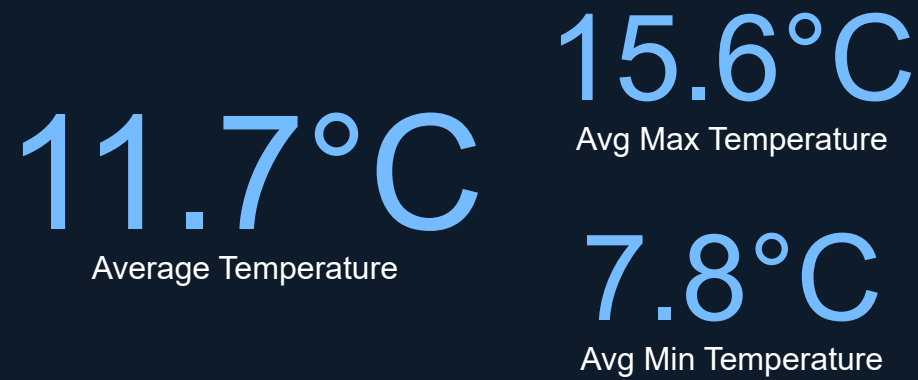 11.7°C
Average Temperature
15.6°C
Avg Max Temperature
7.8°C
Avg Min Temperature